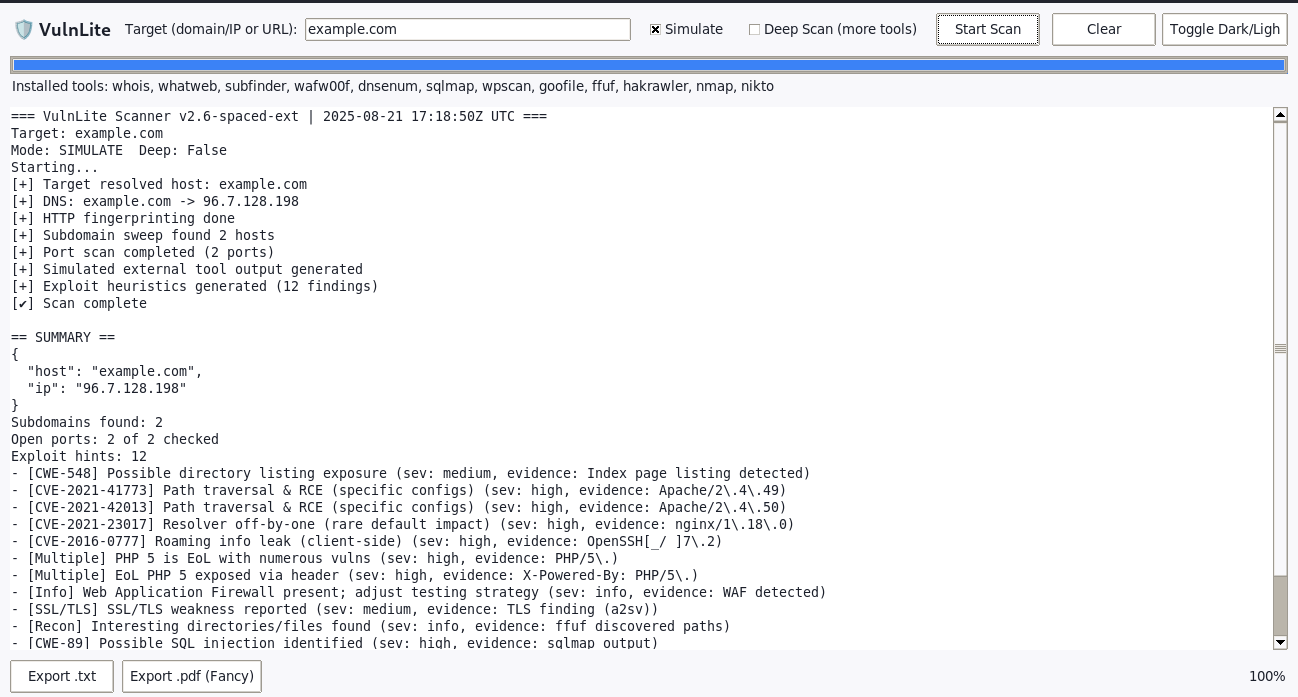 VulnLite Target (domain/IP or URL): example.com Simulate Deep Scan (more tools) Start Scan Clear Toggle Dark/Ligh
Installed tools: whois, whatweb, subfinder, wafw00f, dnsenum, sqlmap, wpscan, goofile, ffuf, hakrawler, nmap, nikto
=== VulnLite Scanner v2.6-spaced-ext | 2025-08-21 17:18:50Z UTC ===
Target: example.com
Mode: SIMULATE  Deep: False
Starting...
[+] Target resolved host: example.com
[+] DNS: example.com -> 96.7.128.198
[+] HTTP fingerprinting done
[+] Subdomain sweep found 2 hosts
[+] Port scan completed (2 ports)
[+] Simulated external tool output generated
[+] Exploit heuristics generated (12 findings)
[✔] Scan complete
== SUMMARY ==
{
  "host": "example.com",
  "ip": "96.7.128.198"
}
Subdomains found: 2
Open ports: 2 of 2 checked
Exploit hints: 12
- [CWE-548] Possible directory listing exposure (sev: medium, evidence: Index page listing detected)
- [CVE-2021-41773] Path traversal & RCE (specific configs) (sev: high, evidence: Apache/2\.4\.49)
- [CVE-2021-42013] Path traversal & RCE (specific configs) (sev: high, evidence: Apache/2\.4\.50)
- [CVE-2021-23017] Resolver off-by-one (rare default impact) (sev: high, evidence: nginx/1\.18\.0)
- [CVE-2016-0777] Roaming info leak (client-side) (sev: high, evidence: OpenSSH[_/ ]7\.2)
- [Multiple] PHP 5 is EoL with numerous vulns (sev: high, evidence: PHP/5\.)
- [Multiple] EoL PHP 5 exposed via header (sev: high, evidence: X-Powered-By: PHP/5\.)
- [Info] Web Application Firewall present; adjust testing strategy (sev: info, evidence: WAF detected)
- [SSL/TLS] SSL/TLS weakness reported (sev: medium, evidence: TLS finding (a2sv))
- [Recon] Interesting directories/files found (sev: info, evidence: ffuf discovered paths)
- [CWE-89] Possible SQL injection identified (sev: high, evidence: sqlmap output)
Export .txt Export .pdf (Fancy) 100%